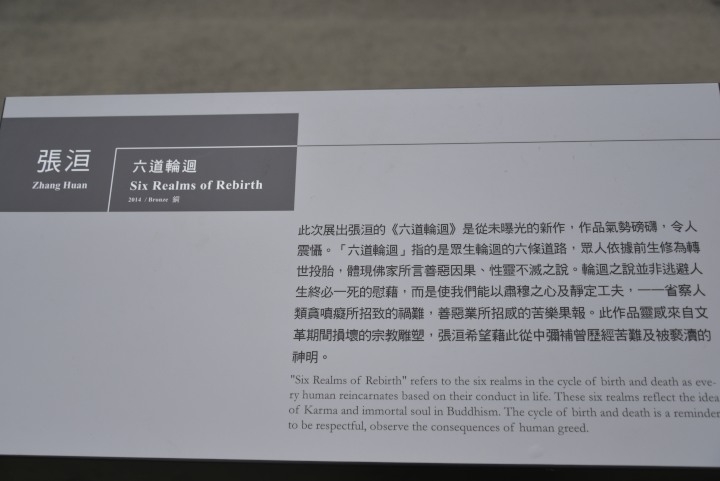 張洹
Zhang Huan
六道輪迴
Six Realms of Rebirth
2014 / Bronze 銅
此次展出張洹的《六道輪迴》是從未曝光的新作，作品氣勢磅礴，令人
震懾。「六道輪迴」指的是眾生輪迴的六條道路，眾人依據前生修為轉
世投胎，體現佛家所言善惡因果、性靈不滅之說。輪迴之說並非逃避人
生終必一死的慰藉，而是使我們能以肅穆之心及靜定工夫，一一省察人
類貪嗔癡所招致的禍難，善惡業所招感的苦樂果報。此作品靈感來自文
革期間損壞的宗教雕塑，張洹希望藉此從中彌補曾歷經苦難及被褻瀆的
神明。
"Six Realms of Rebirth" refers to the six realms in the cycle of birth and death as eve-
ry human reincarnates based on their conduct in life. These six realms reflect the idea
of Karma and immortal soul in Buddhism. The cycle of birth and death is a reminder
to be respectful, observe the consequences of human greed.